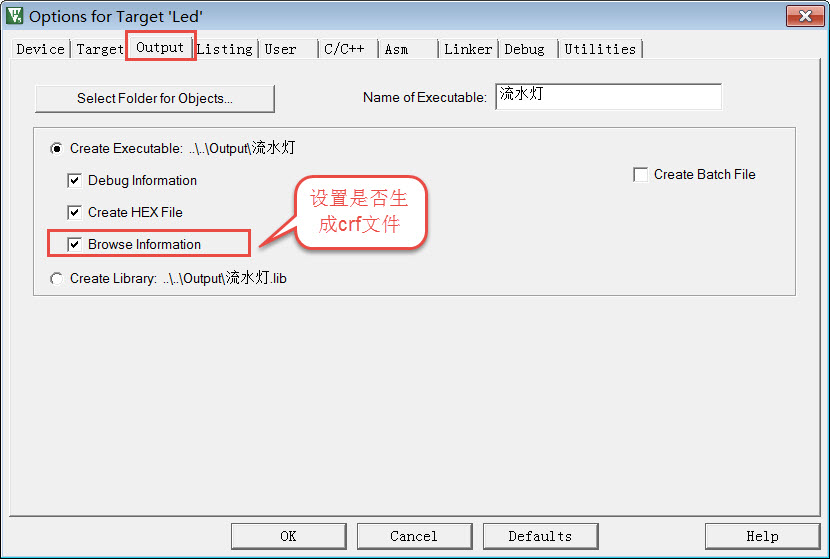 Options for Target 'Led'
Device Target Output Listing User C/C++ Asm Linker Debug Utilities
Select Folder for Objects... Name of Executable: 流水灯
Create Executable: ..\..\Output\流水灯
Debug Information Create Batch File
Create HEX File
Browse Information
设置是否生
成crf文件
Create Library: ..\..\Output\流水灯.lib
OK Cancel Defaults Help